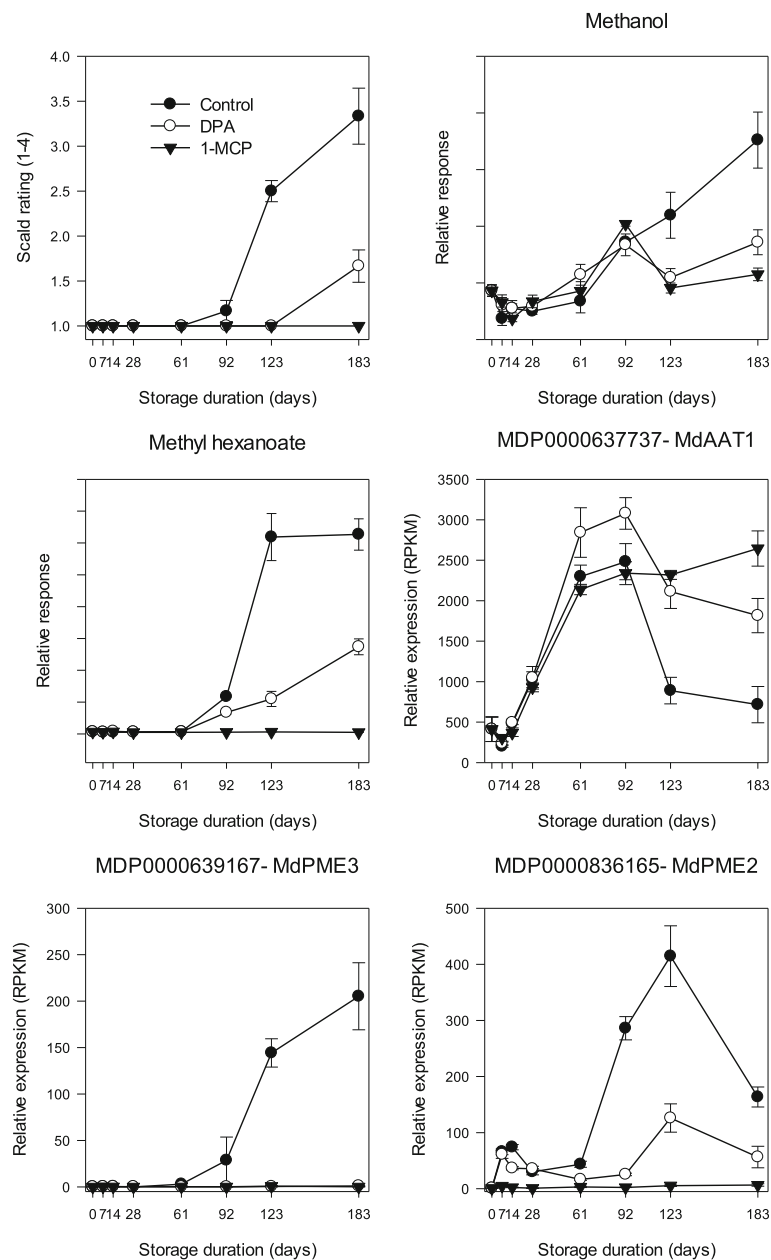 4.0
3.5
3.0
2.5
2.0
1.5
1.0
Scald rating (1-4)
Control
DPA
1-MCP
0 7 14 28 61 92 123 183
Storage duration (days)
Methanol
Relative response
0 7 14 28 61 92 123 183
Storage duration (days)
Methyl hexanoate
Relative response
0 7 14 28 61 92 123 183
Storage duration (days)
MDP0000637737- MdAAT1
3500
3000
2500
2000
1500
1000
500
0
Relative expression (RPKM)
0 7 14 28 61 92 123 183
Storage duration (days)
MDP0000639167- MdPME3
300
250
200
150
100
50
0
Relative expression (RPKM)
0 7 14 28 61 92 123 183
Storage duration (days)
MDP0000836165- MdPME2
500
400
300
200
100
0
Relative expression (RPKM)
0 7 14 28 61 92 123 183
Storage duration (days)